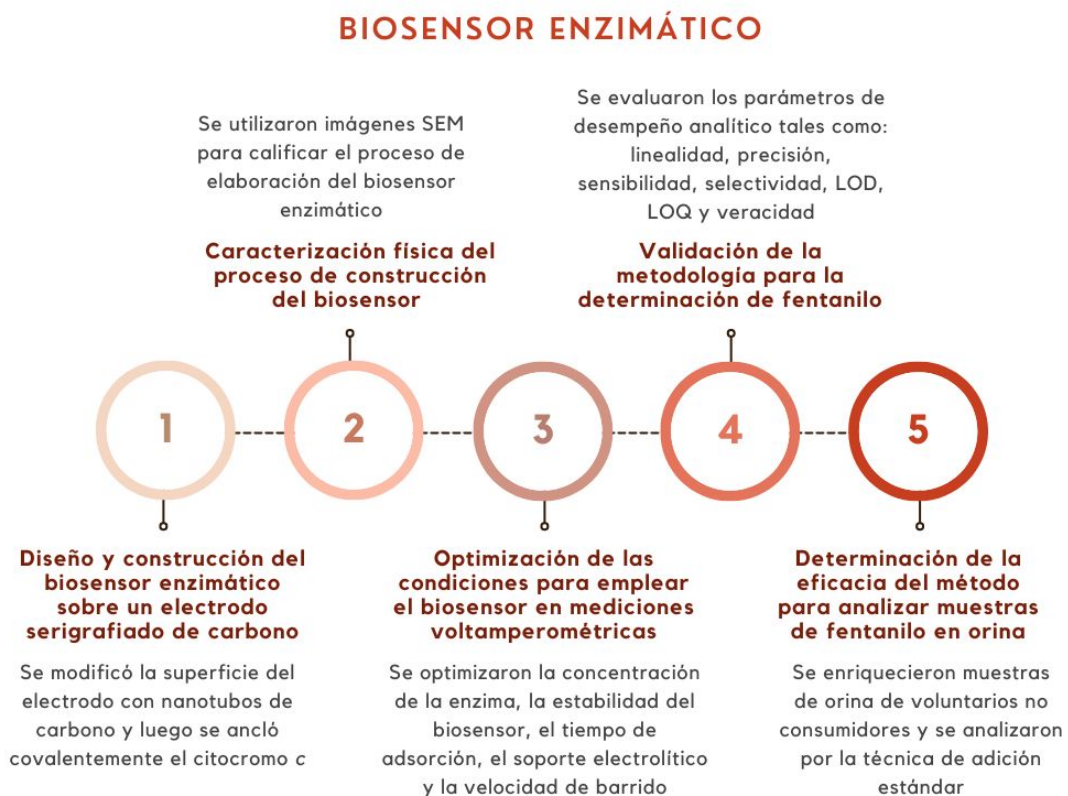 BIOSENSOR ENZIMÁTICO
Se utilizaron imágenes SEM
para calificar el proceso de
elaboración del biosensor
enzimático
Caracterización física del
proceso de construcción
del biosensor
Se evaluaron los parámetros de
desempeño analítico tales como:
linealidad, precisión,
sensibilidad, selectividad, LOD,
LOQ y veracidad
Validación de la
metodología para la
determinación de fentanilo
1
2
3
4
5
Diseño y construcción del
biosensor enzimático
sobre un electrodo
serigrafiado de carbono
Se modificó la superficie del
electrodo con nanotubos de
carbono y luego se ancló
covalentemente el citocromo c
Optimización de las
condiciones para emplear
el biosensor en mediciones
voltamperométricas
Se optimizaron la concentración
de la enzima, la estabilidad del
biosensor, el tiempo de
adsorción, el soporte electrolítico
y la velocidad de barrido
Determinación de la
eficacia del método
para analizar muestras
de fentanilo en orina
Se enriquecieron muestras
de orina de voluntarios no
consumidores y se analizaron
por la técnica de adición
estándar